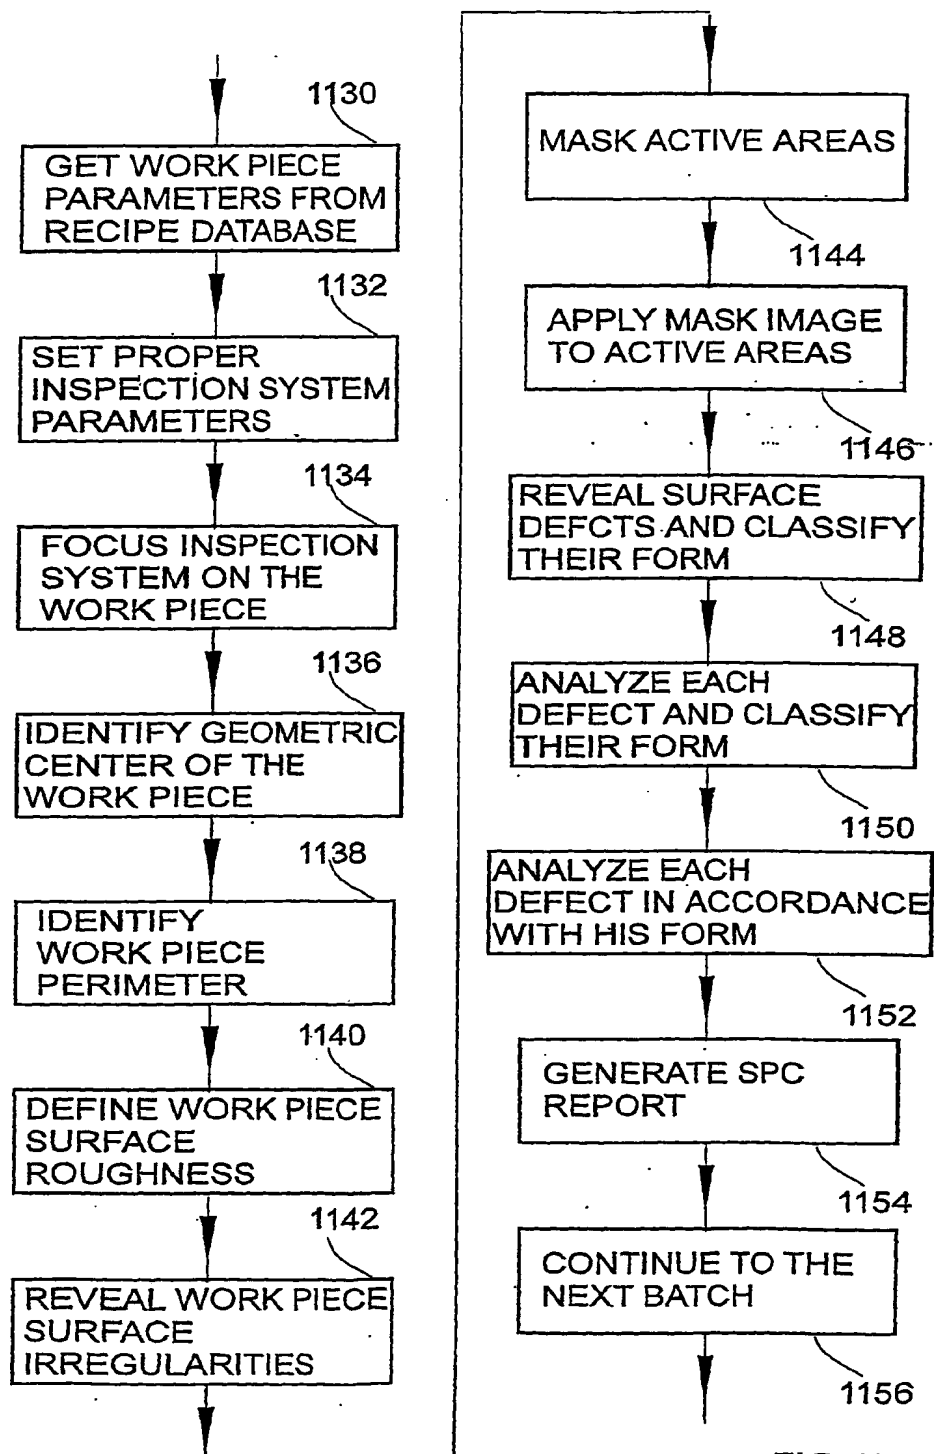 1130
GET WORK PIECE
PARAMETERS FROM
RECIPE DATABASE
1132
SET PROPER
INSPECTION SYSTEM
PARAMETERS
1134
FOCUS INSPECTION
SYSTEM ON THE
WORK PIECE
1136
IDENTIFY GEOMETRIC
CENTER OF THE
WORK PIECE
1138
IDENTIFY
WORK PIECE
PERIMETER
1140
DEFINE WORK PIECE
SURFACE
ROUGHNESS
1142
REVEAL WORK PIECE
SURFACE
IRREGULARITIES
MASK ACTIVE AREAS
1144
APPLY MASK IMAGE
TO ACTIVE AREAS
1146
REVEAL SURFACE
DEFCTS AND CLASSIFY
THEIR FORM
1148
ANALYZE EACH
DEFECT AND CLASSIFY
THEIR FORM
1150
ANALYZE EACH
DEFECT IN ACCORDANCE
WITH HIS FORM
1152
GENERATE SPC
REPORT
1154
CONTINUE TO THE
NEXT BATCH
1156